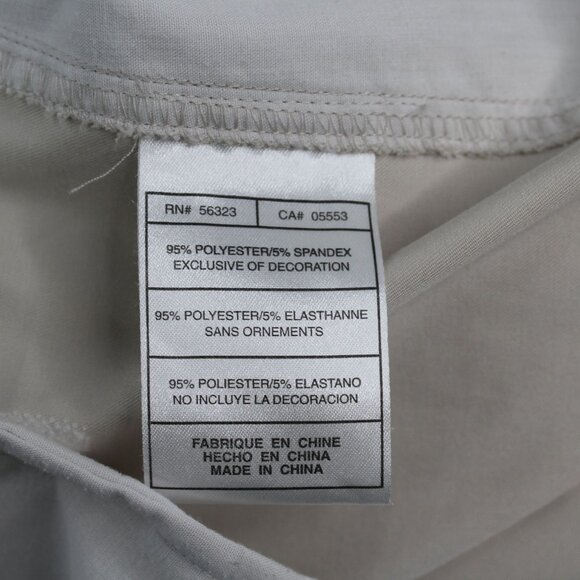 RN# 56323 CA# 05553
95% POLYESTER/5% SPANDEX
EXCLUSIVE OF DECORATION
95% POLYESTER/5% ELASTHANNE
SANS ORNEMENTS
95% POLIESTER/5% ELASTANO
NO INCLUYE LA DECORACION
FABRIQUE EN CHINE
HECHO EN CHINA
MADE IN CHINA